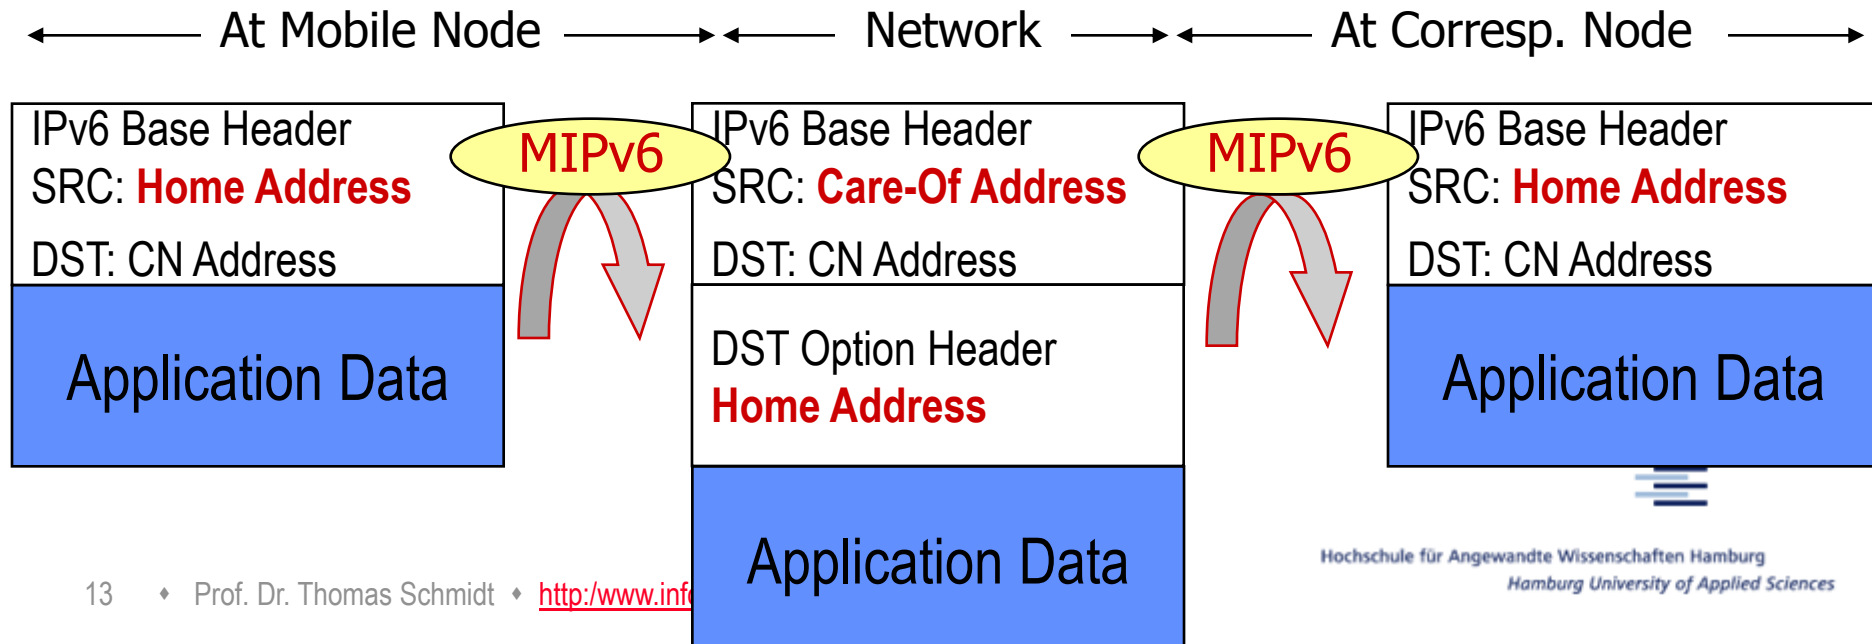 At Mobile Node
Network
At Corresp. Node
IPv6 Base Header
SRC: Home Address
DST: CN Address
Application Data
MIPv6
IPv6 Base Header
SRC: Care-Of Address
DST: CN Address
DST Option Header
Home Address
Application Data
MIPv6
IPv6 Base Header
SRC: Home Address
DST: CN Address
Application Data
Hochschule für Angewandte Wissenschaften Hamburg
Hamburg University of Applied Sciences
13 • Prof. Dr. Thomas Schmidt • http:/www.info